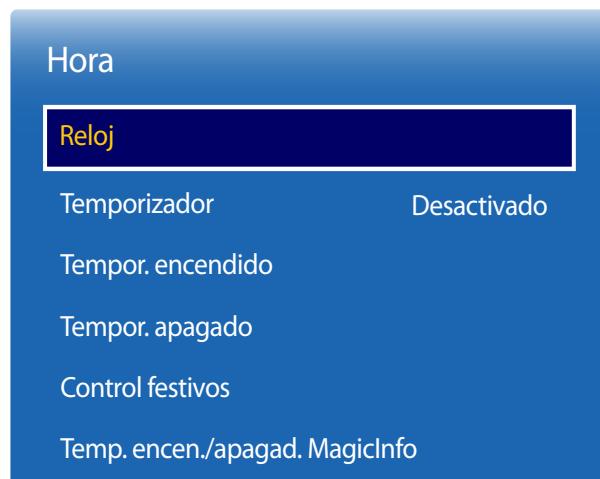 Hora
Reloj
Temporizador Desactivado
Tempor. encendido
Tempor. apagado
Control festivos
Temp. encen./apagad. MagicInfo